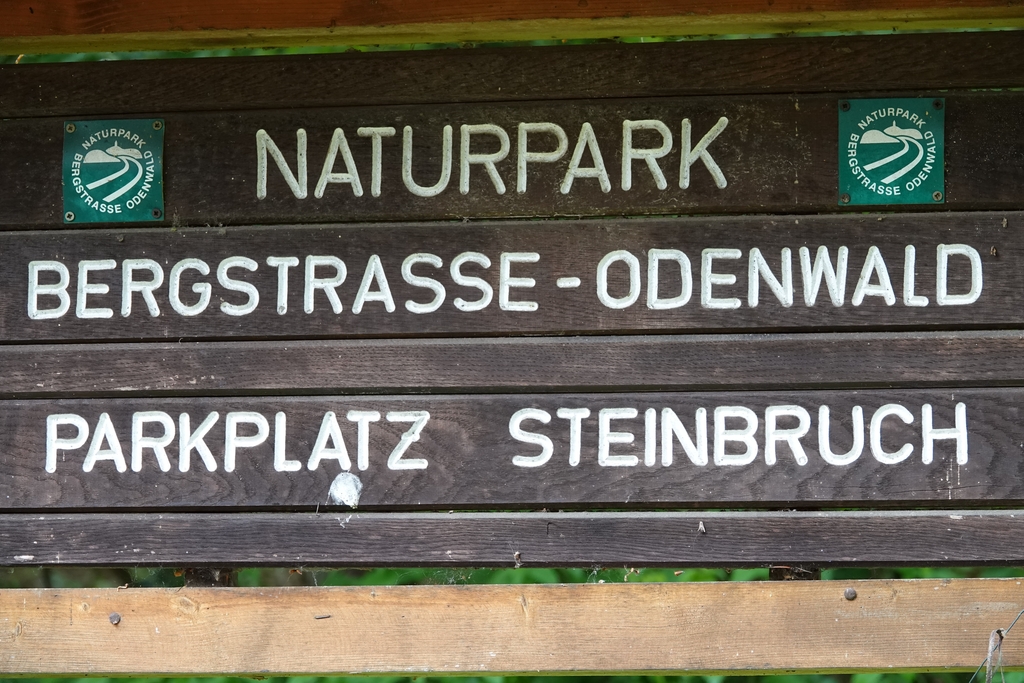 NATURPARK
NATURPARK BERGSTRASSE ODENWALD
NATURPARK BERGSTRASSE ODENWALD
BERGSTRASSE-ODENWALD
PARKPLATZ STEINBRUCH